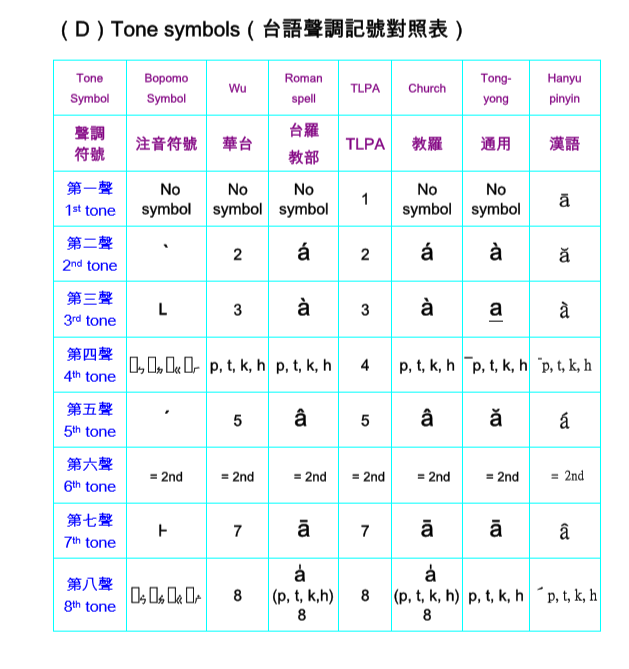 （D）Tone symbols（台語聲調記號對照表）
Tone Symbol Bopomo Symbol Wu Roman spell TLPA Church Tong-yong Hanyu pinyin
聲調符號 注音符號 華台 台羅教部 TLPA 教羅 通用 漢語
第一聲 1st tone No symbol No symbol No symbol 1 No symbol No symbol ā
第二聲 2nd tone ˋ 2 á 2 á à ă
第三聲 3rd tone L 3 à 3 à a à
第四聲 4th tone p, t, k, h p, t, k, h 4 p, t, k, h ¯p, t, k, h ¯p, t, k, h
第五聲 5th tone ˊ 5 â 5 â ă á
第六聲 6th tone = 2nd = 2nd = 2nd = 2nd = 2nd = 2nd = 2nd
第七聲 7th tone ⊦ 7 ā 7 ā ā â
第八聲 8th tone 8 a̍ (p, t, k,h) 8 8 a̍ (p, t, k, h) 8 p, t, k, h ˊp, t, k, h